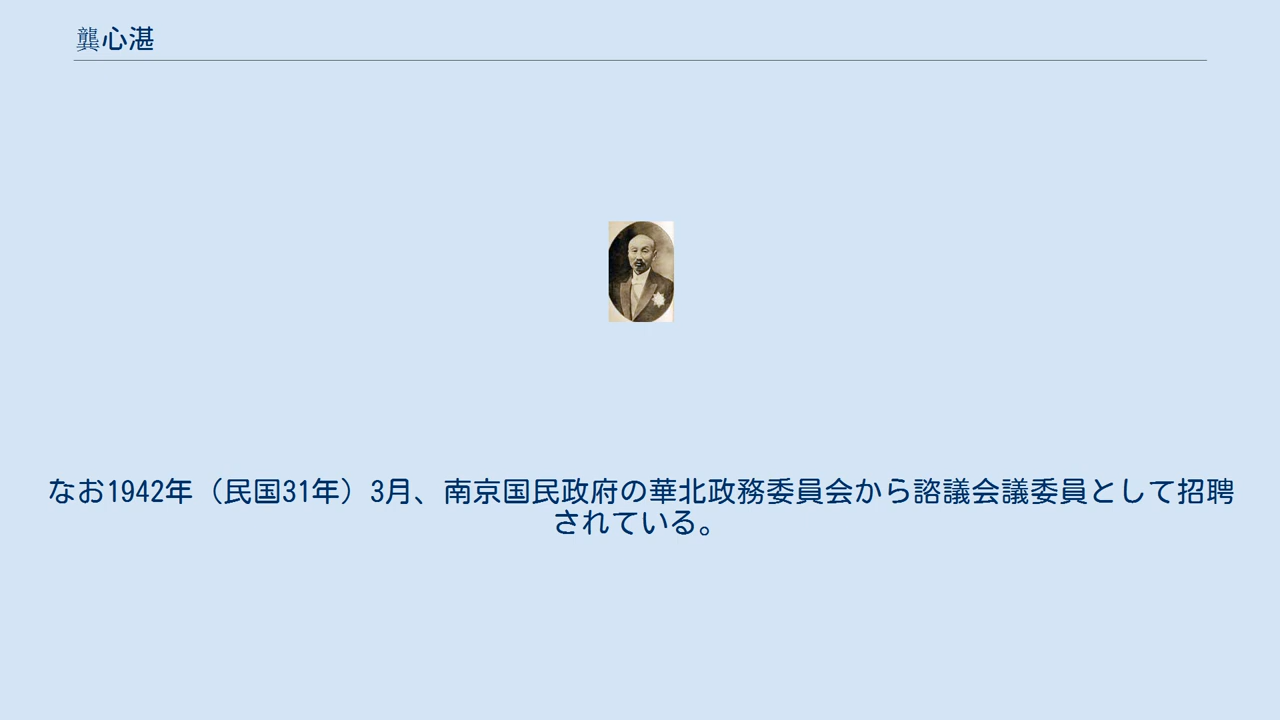 龔心湛
なお1942年（民国31年）3月、南京国民政府の華北政務委員会から諮議会議委員として招聘
されている。